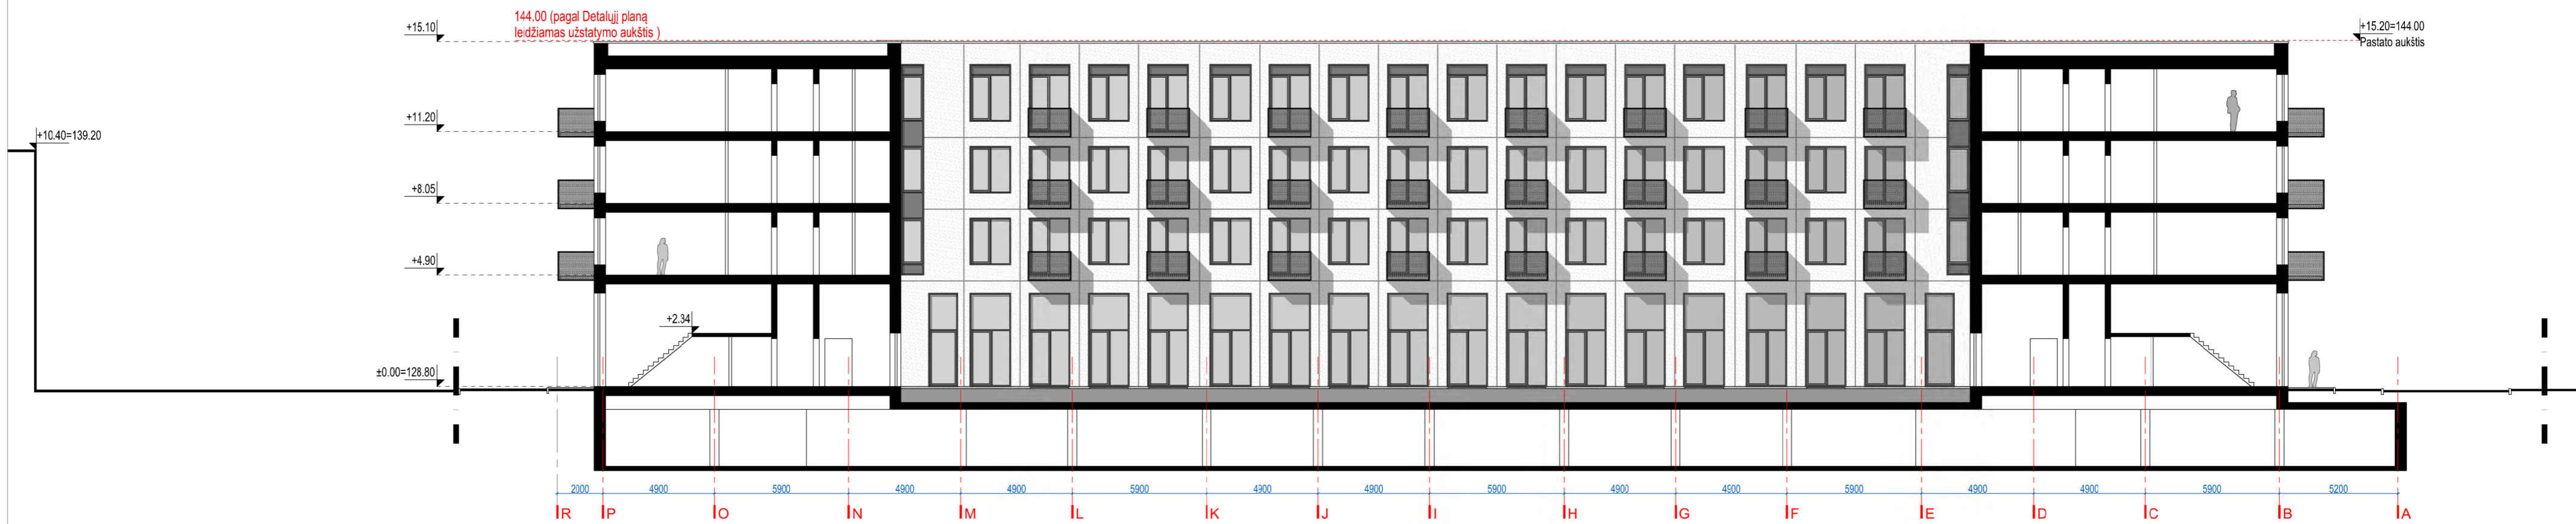 144.00 (pagal Detalųjį planą
leidžiamas užstatymo aukštis )
+15.10
+15.20=144.00
Pastato aukštis
+11.20
+10.40=139.20
+8.05
+4.90
+2.34
±0.00=128.80
2000 4900 5900 4900 4900 5900 4900 4900 5900 4900 4900 5900 4900 4900 5900 5200
R P O N M L K J I H G F E D C B A